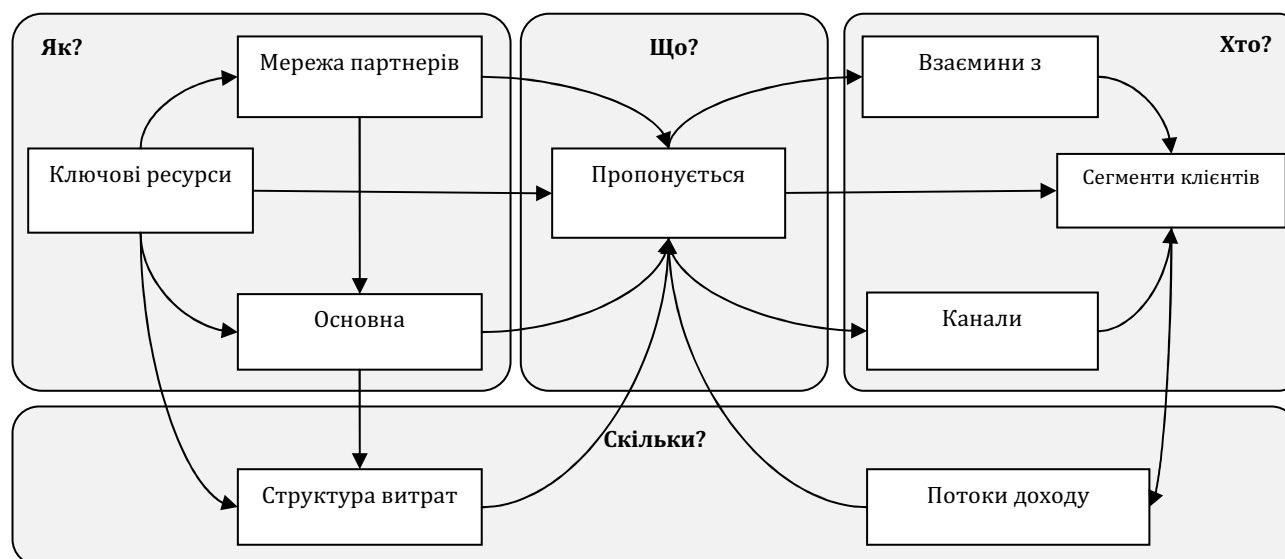 Як?
Мережа партнерів
Ключові ресурси
Основна
Що?
Пропонується
Хто?
Взаємини з
Сегменти клієнтів
Канали
Скільки?
Структура витрат
Потоки доходу